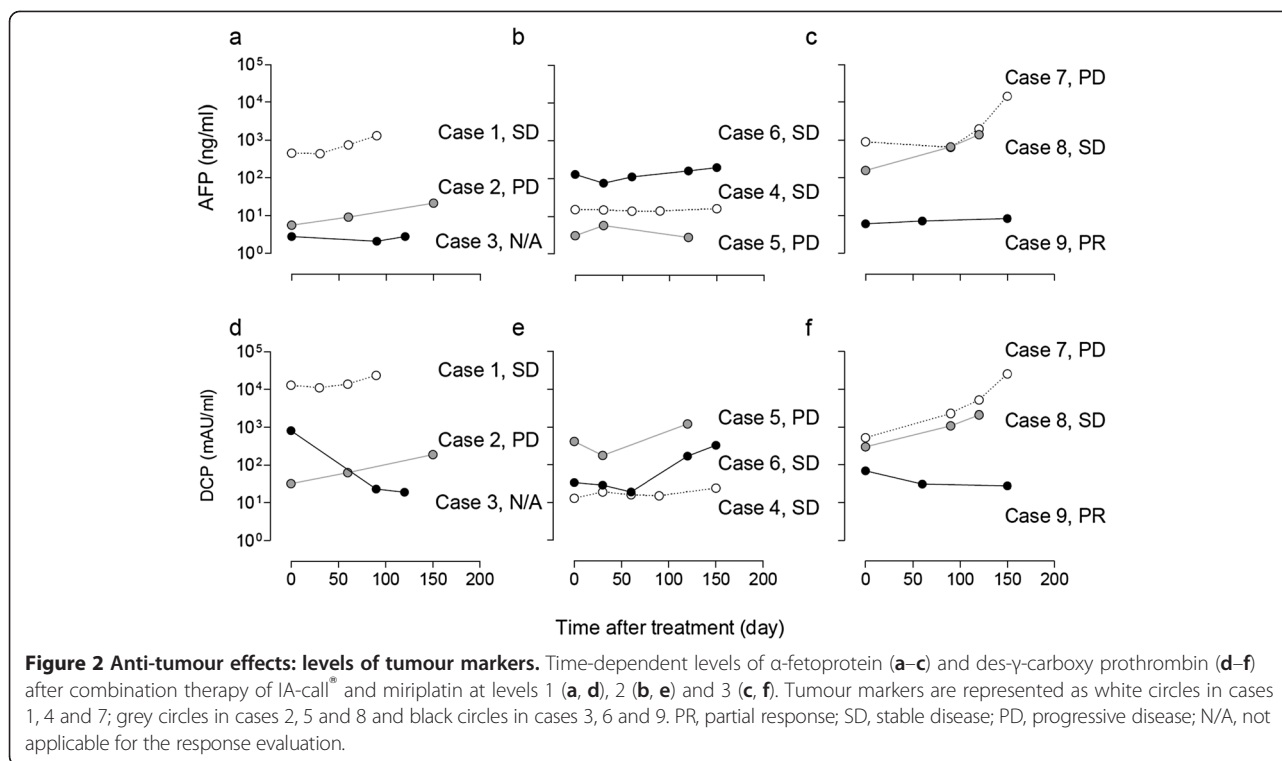 a
b
c
AFP (ng/ml)
10⁵
10⁴
10³
10²
10¹
10⁰
Case 1, SD
Case 2, PD
Case 3, N/A
Case 6, SD
Case 4, SD
Case 5, PD
Case 7, PD
Case 8, SD
Case 9, PR
d
e
f
DCP (mAU/ml)
10⁵
10⁴
10³
10²
10¹
10⁰
Case 1, SD
Case 2, PD
Case 3, N/A
Case 5, PD
Case 6, SD
Case 4, SD
Case 7, PD
Case 8, SD
Case 9, PR
0 50 100 150 200
0 50 100 150 200
0 50 100 150 200
Time after treatment (day)
Figure 2 Anti-tumour effects: levels of tumour markers. Time-dependent levels of α-fetoprotein (a–c) and des-γ-carboxy prothrombin (d–f)
after combination therapy of IA-call® and miriplatin at levels 1 (a, d), 2 (b, e) and 3 (c, f). Tumour markers are represented as white circles in cases
1, 4 and 7; grey circles in cases 2, 5 and 8 and black circles in cases 3, 6 and 9. PR, partial response; SD, stable disease; PD, progressive disease; N/A, not
applicable for the response evaluation.